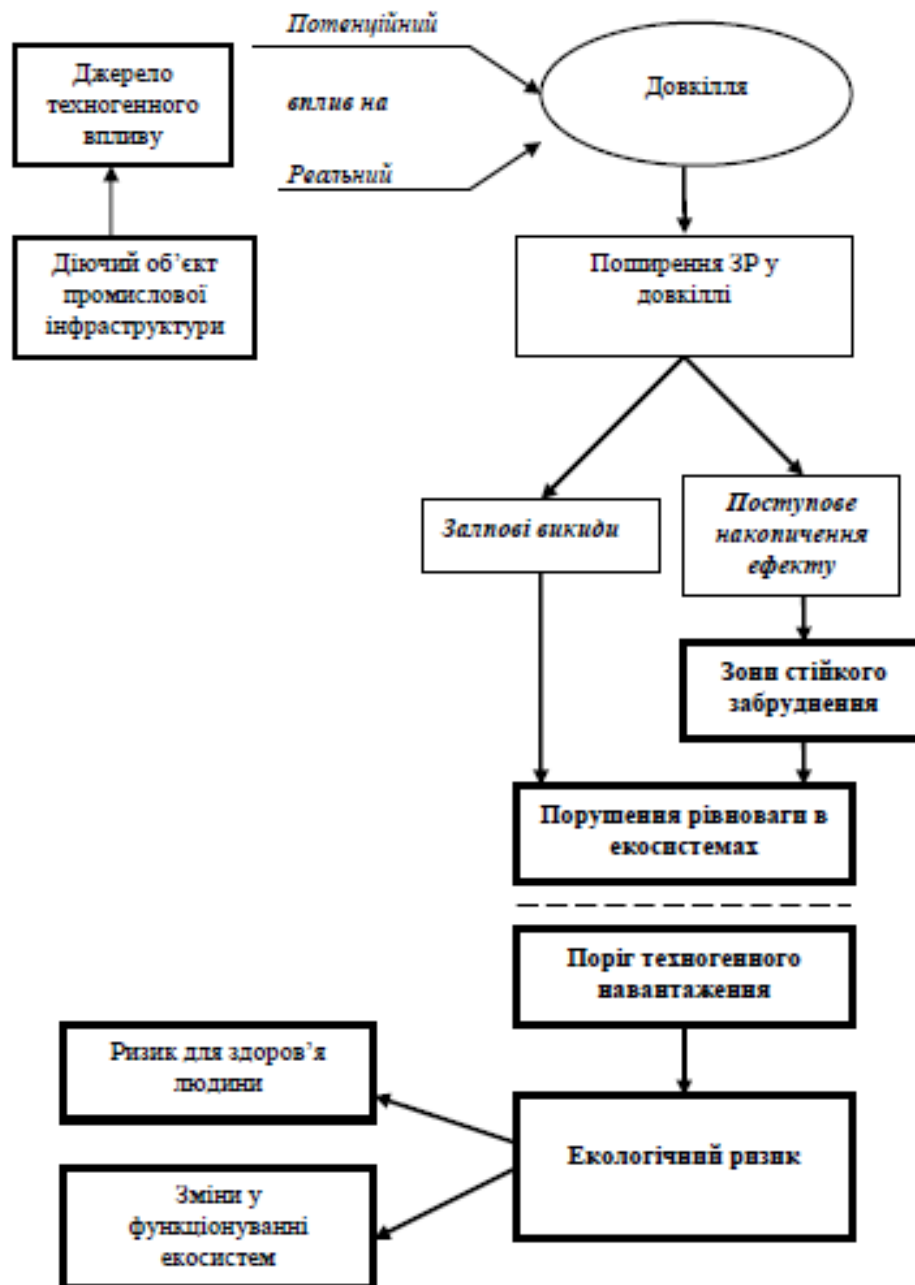 Потенційний
Джерело
техногенного
впливу
вплив на
Довкілля
Реальний
Діючий об’єкт
промислової
інфраструктури
Поширення ЗР у
довкіллі
Залпові викиди
Поступове
накопичення
ефекту
Зони стійкого
забруднення
Порушення рівноваги в
екосистемах
Поріг техногенного
навантаження
Ризик для здоров’я
людини
Екологічний ризик
Зміни у
функціонуванні
екосистем